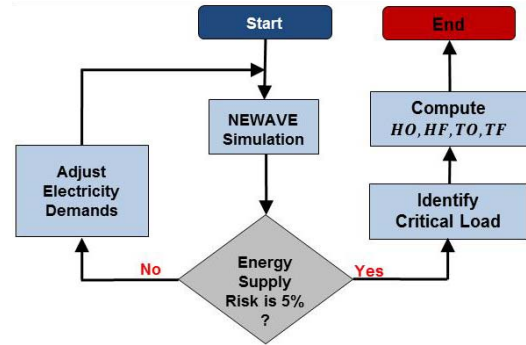 Start
End
NEWAVE
Simulation
Compute
HO, HF, TO, TF
Adjust
Electricity
Demands
Identify
Critical Load
Energy
Supply
Risk is 5%
?
No
Yes